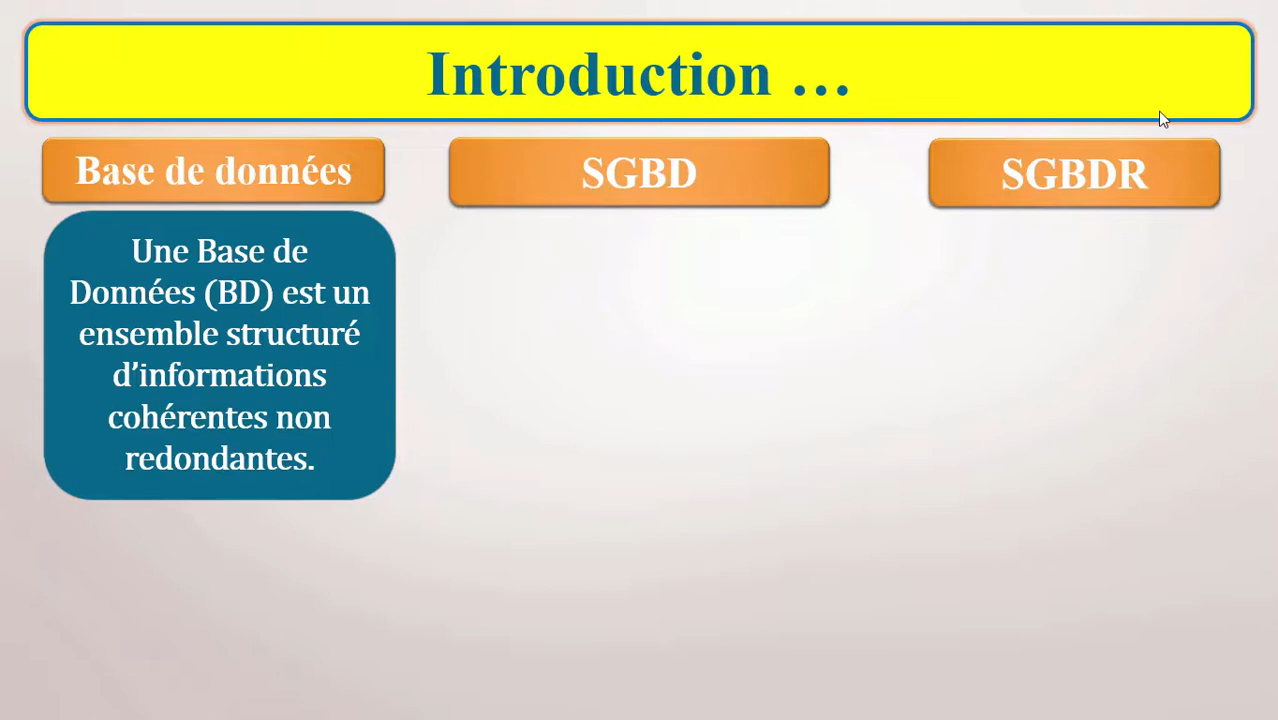 Introduction …
Base de données
SGBD
SGBDR
Une Base de
Données (BD) est un
ensemble structuré
d’informations
cohérentes non
redondantes.